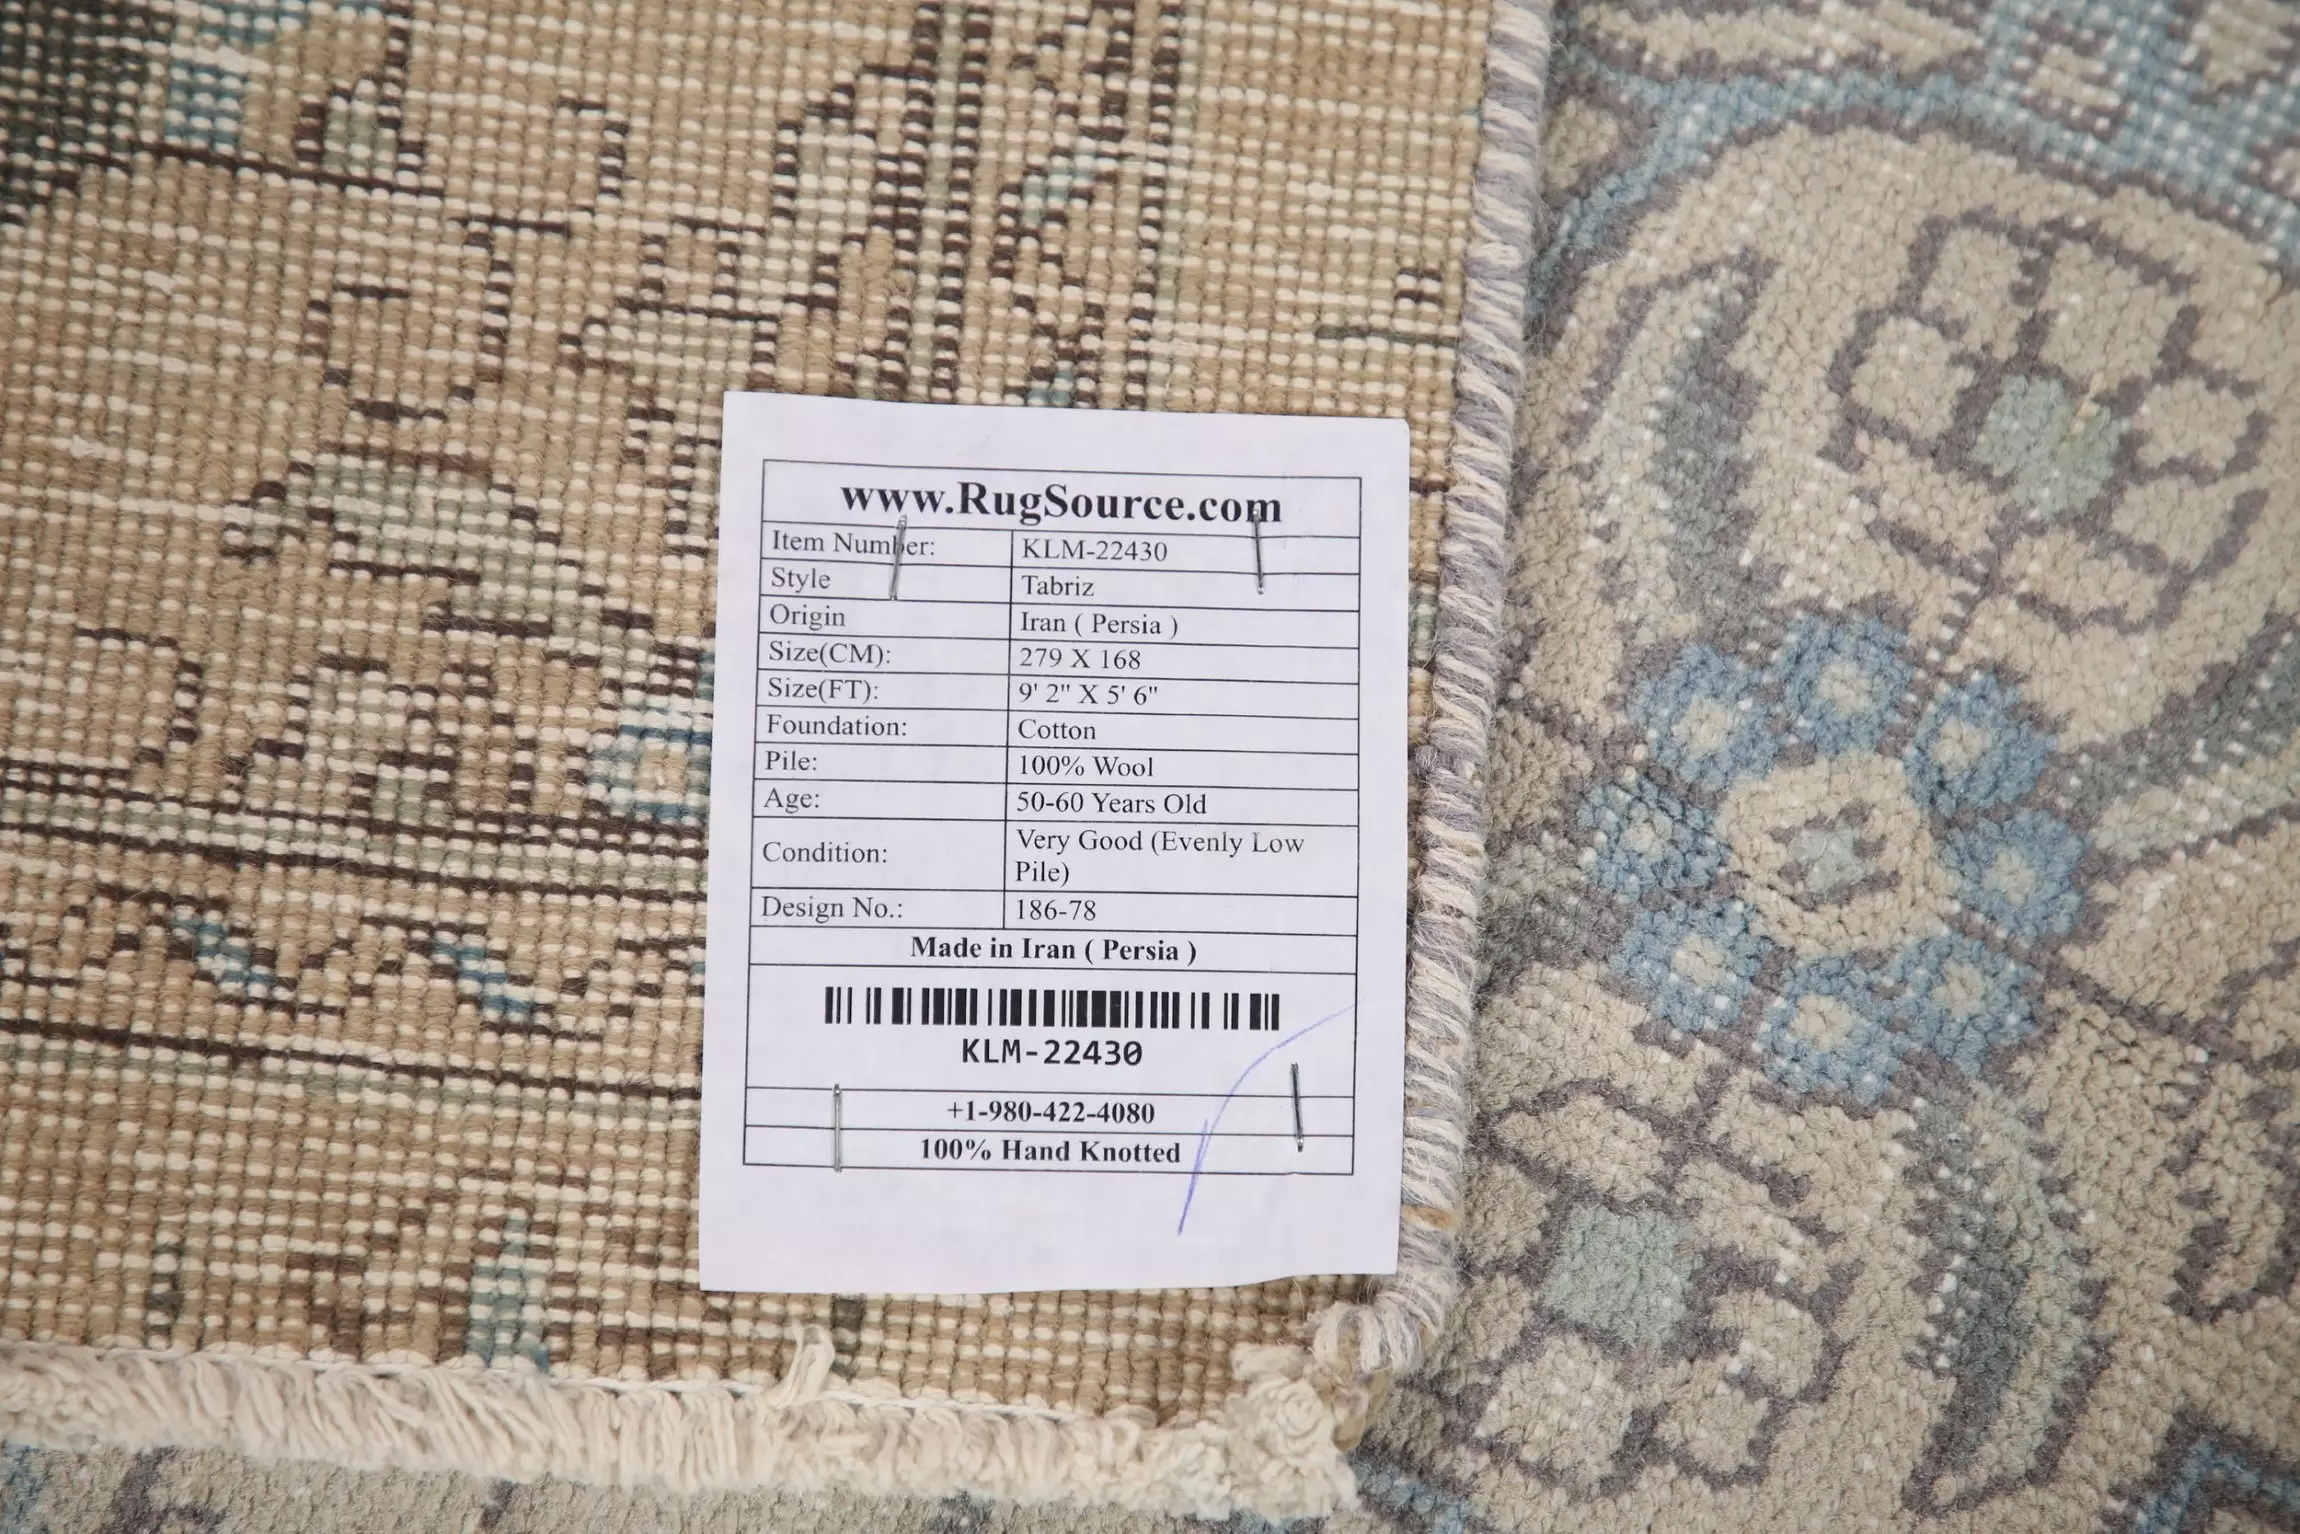 www.RugSource.com
Item Number: KLM-22430
Style Tabriz
Origin Iran ( Persia )
Size(CM): 279 X 168
Size(FT): 9' 2" X 5' 6"
Foundation: Cotton
Pile: 100% Wool
Age: 50-60 Years Old
Condition: Very Good (Evenly Low
Pile)
Design No.: 186-78
Made in Iran ( Persia )
KLM-22430
+1-980-422-4080
100% Hand Knotted